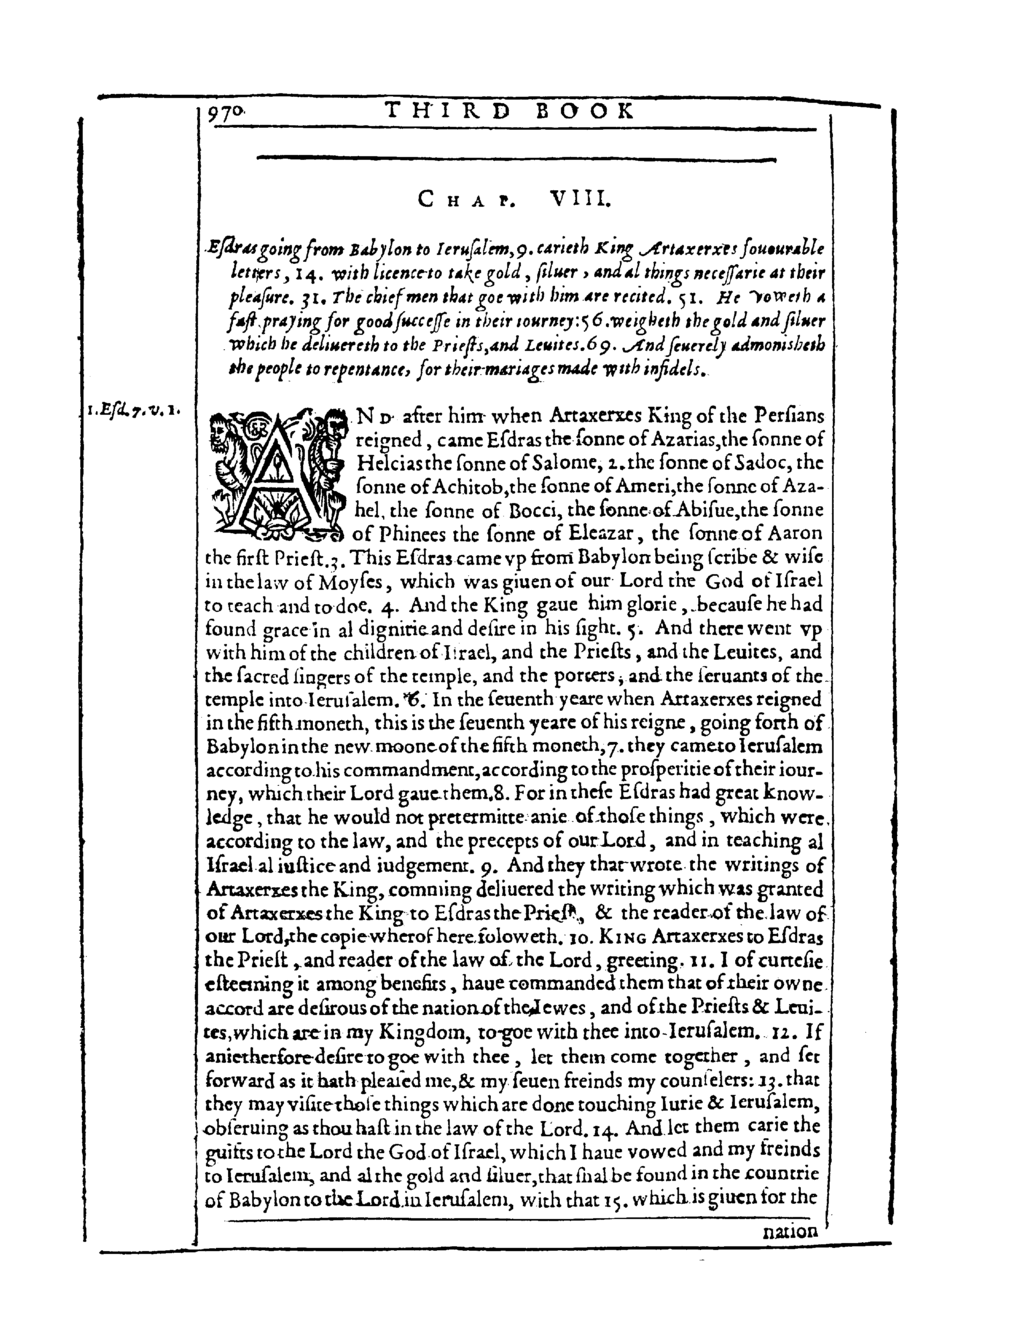 970 THIRD BOOK
CHAP. VIII.
Eſdras going from Babylon to Ieruſalem, 9. carieth King Artaxerxes fouourable
letters, 14. with licence to take gold, ſiluer, and al things neceſſarie at their
pleaſure. 31. The chief men that goe with him are recited. 51. He voweth a
faſt praying for good ſucceſſe in their iourney: 56. weigheth the gold and ſiluer
which he deliuereth to the Prieſts, and Leuites. 69. And ſeuerely admonisheth
the people to repentance, for their mariages made with infidels.
1. Eſd. 7. v. 1.
AND after him when Artaxerxes King of the Perſians
reigned, came Eſdras the ſonne of Azarias, the ſonne of
Helcias the ſonne of Salome, 2. the ſonne of Sadoc, the
ſonne of Achitob, the ſonne of Ameri, the ſonne of Aza-
hel, the ſonne of Bocci, the ſonne of Abiſue, the ſonne
of Phinees the ſonne of Eleazar, the ſonne of Aaron
the firſt Prieſt. 3. This Eſdras came vp from Babylon being ſcribe & wiſe
in the law of Moyſes, which was giuen of our Lord the God of Iſrael
to teach and to doe. 4. And the King gaue him glorie, becauſe he had
found grace in al dignitie and deſire in his ſight. 5. And there went vp
with him of the children of Iſrael, and the Prieſts, and the Leuites, and
the ſacred ſingers of the temple, and the porters, and the ſeruants of the
temple into Ieruſalem. 6. In the ſeuenth yeare when Artaxerxes reigned
in the fifth moneth, this is the ſeuenth yeare of his reigne, going forth of
Babylon in the new moone of the fifth moneth, 7. they came to Ieruſalem
according to his commandment, according to the proſperitie of their iour-
ney, which their Lord gaue them. 8. For in theſe Eſdras had great know-
ledge, that he would not pretermitte anie of thoſe things, which were
according to the law, and the precepts of our Lord, and in teaching al
Iſrael al iuſtice and iudgement. 9. And they that wrote the writings of
Artaxerxes the King, comming deliuered the writing which was granted
of Artaxerxes the King to Eſdras the Prieſt, & the reader of the law of
our Lord, the copie wherof here foloweth. 10. KING Artaxerxes to Eſdras
the Prieſt, and reader of the law of the Lord, greeting. 11. I of curteſie
eſteeming it among benefits, haue commanded them that of their owne
accord are deſirous of the nation of the Iewes, and of the Prieſts & Leui-
tes, which are in my Kingdom, to goe with thee into Ieruſalem. 12. If
anie therfore deſire to goe with thee, let them come together, and ſet
forward as it hath pleaſed me, & my ſeuen freinds my counſelers: 13. that
they may viſite thoſe things which are done touching Iurie & Ieruſalem,
obſeruing as thou haſt in the law of the Lord. 14. And let them carie the
guifts to the Lord the God of Iſrael, which I haue vowed and my freinds
to Ieruſalem, and al the gold and ſiluer, that ſhal be found in the countrie
of Babylon to the Lord in Ieruſalem, with that 15. which is giuen for the
nation